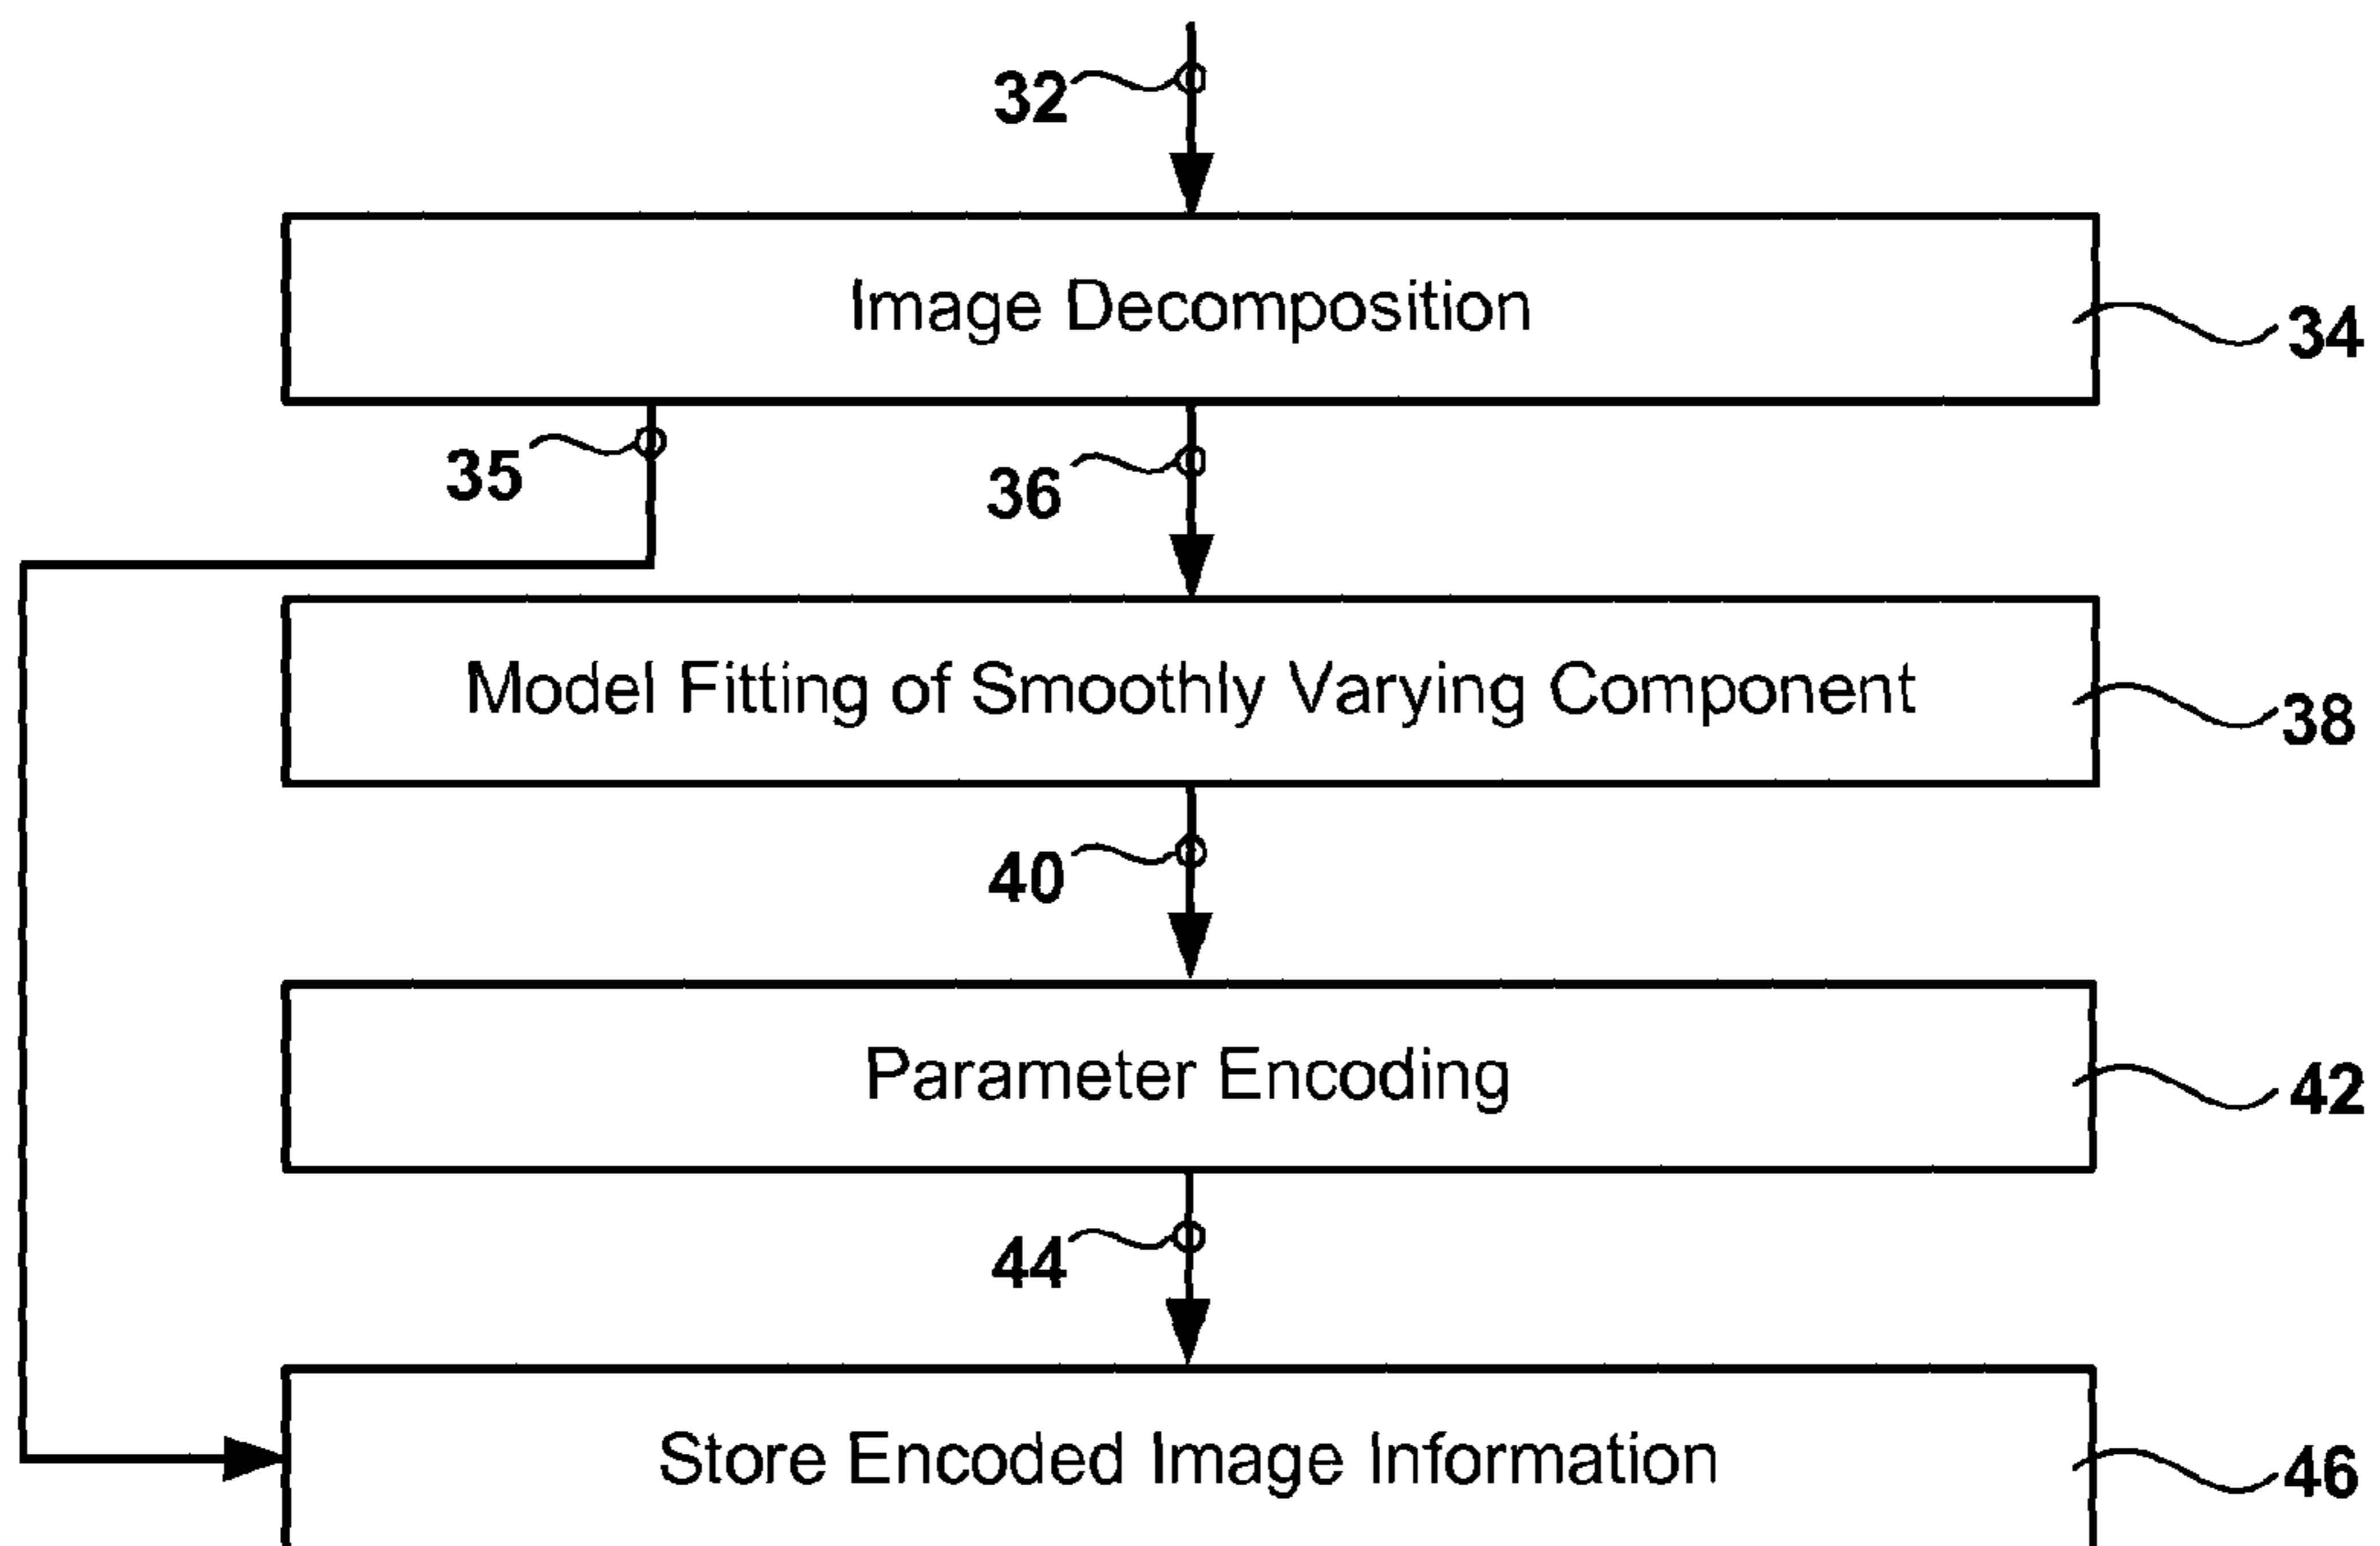 32
Image Decomposition
34
35
36
Model Fitting of Smoothly Varying Component
38
40
Parameter Encoding
42
44
Store Encoded Image Information
46